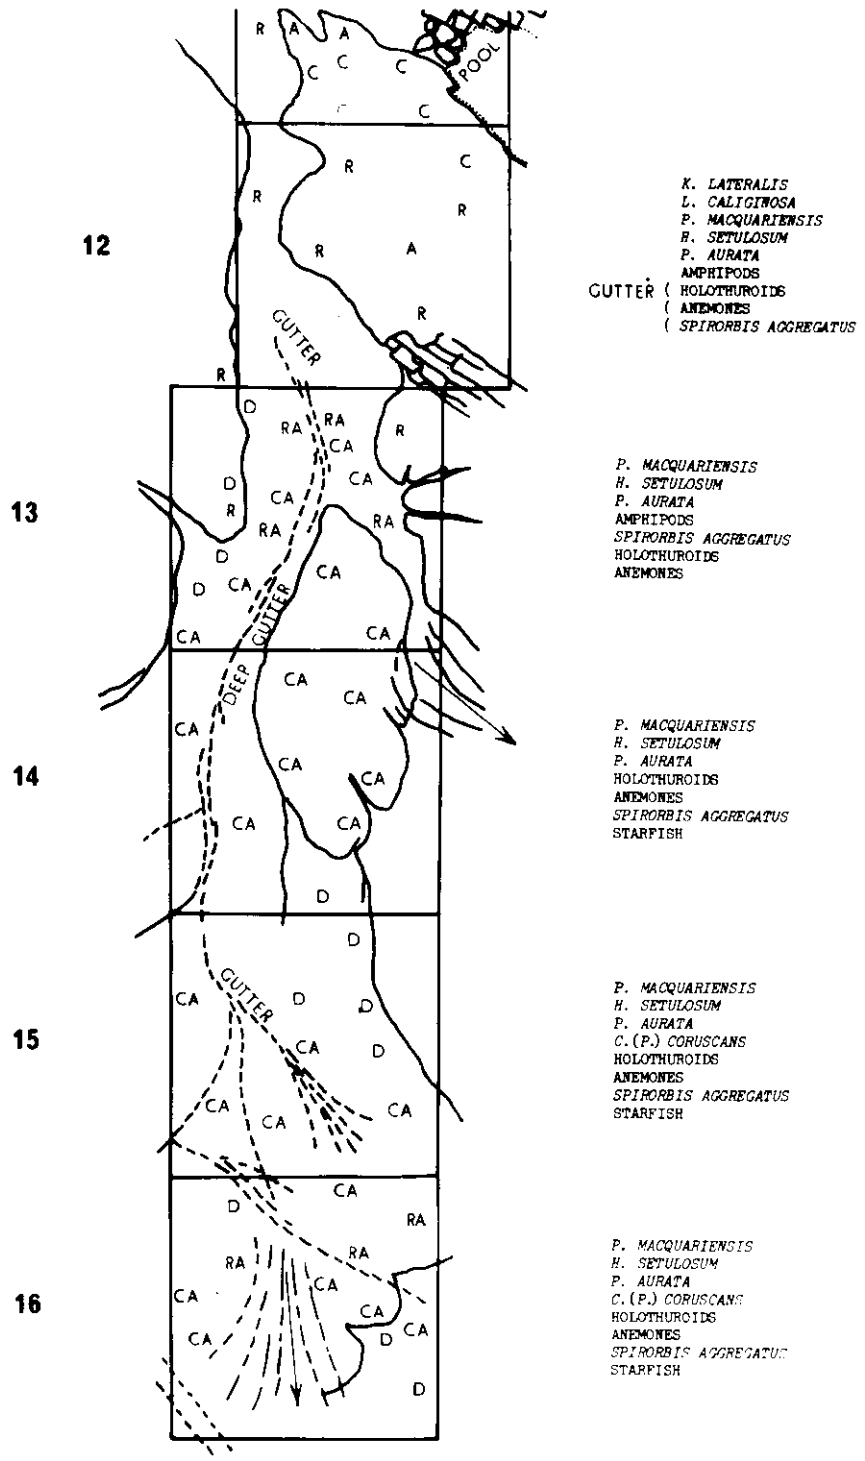 R A A
C C C
POOL
C C
R C
R
R
12
R A
R
GUTTER
R
K. LATERALIS
L. CALIGINOSA
P. MACQUARIENSIS
H. SETULOSUM
P. AURATA
AMPHIPODS
GUTTER ( HOLOTHUROIDS
( ANEMONES
( SPIRORBIS AGGREGATUS
D
RA RA
CA
R
D CA CA
R
13
RA RA
D
D CA CA
DEEP GUTTER
CA CA
P. MACQUARIENSIS
H. SETULOSUM
P. AURATA
AMPHIPODS
SPIRORBIS AGGREGATUS
HOLOTHUROIDS
ANEMONES
CA
CA CA
14
CA CA
CA CA
D
P. MACQUARIENSIS
H. SETULOSUM
P. AURATA
HOLOTHUROIDS
ANEMONES
SPIRORBIS AGGREGATUS
STARFISH
D
GUTTER
CA D D
15
CA D
CA CA CA
P. MACQUARIENSIS
H. SETULOSUM
P. AURATA
C.(P.) CORUSCANS
HOLOTHUROIDS
ANEMONES
SPIRORBIS AGGREGATUS
STARFISH
D CA
RA
RA RA
16
CA CA CA
CA D CA
D
P. MACQUARIENSIS
H. SETULOSUM
P. AURATA
C.(P.) CORUSCANS
HOLOTHUROIDS
ANEMONES
SPIRORBIS AGGREGATUS
STARFISH